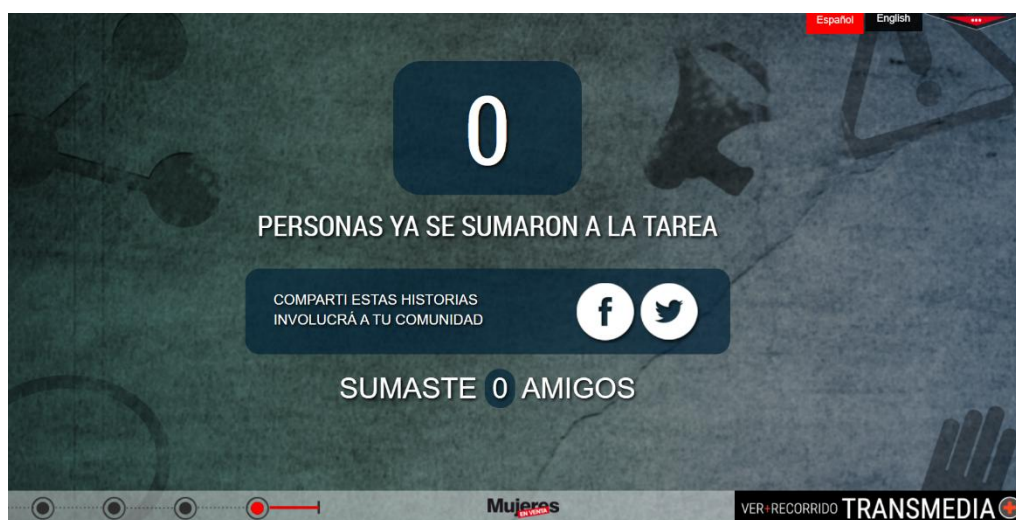 Español English
0
PERSONAS YA SE SUMARON A LA TAREA
COMPARTI ESTAS HISTORIAS
INVOLUCRÁ A TU COMUNIDAD
f
SUMASTE 0 AMIGOS
Mujeres
EN VENTA
VER+RECORRIDO TRANSMEDIA+